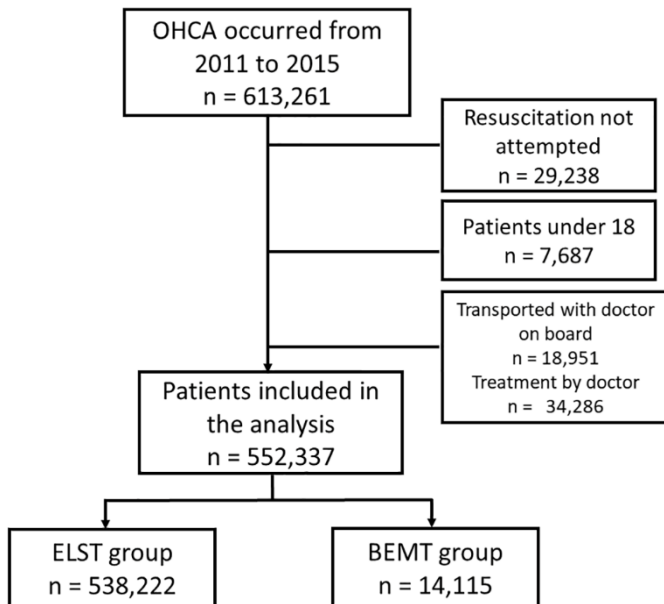 OHCA occurred from
2011 to 2015
n = 613,261
Resuscitation not
attempted
n = 29,238
Patients under 18
n = 7,687
Transported with doctor
on board
n = 18,951
Treatment by doctor
n = 34,286
Patients included in
the analysis
n = 552,337
ELST group
n = 538,222
BEMT group
n = 14,115